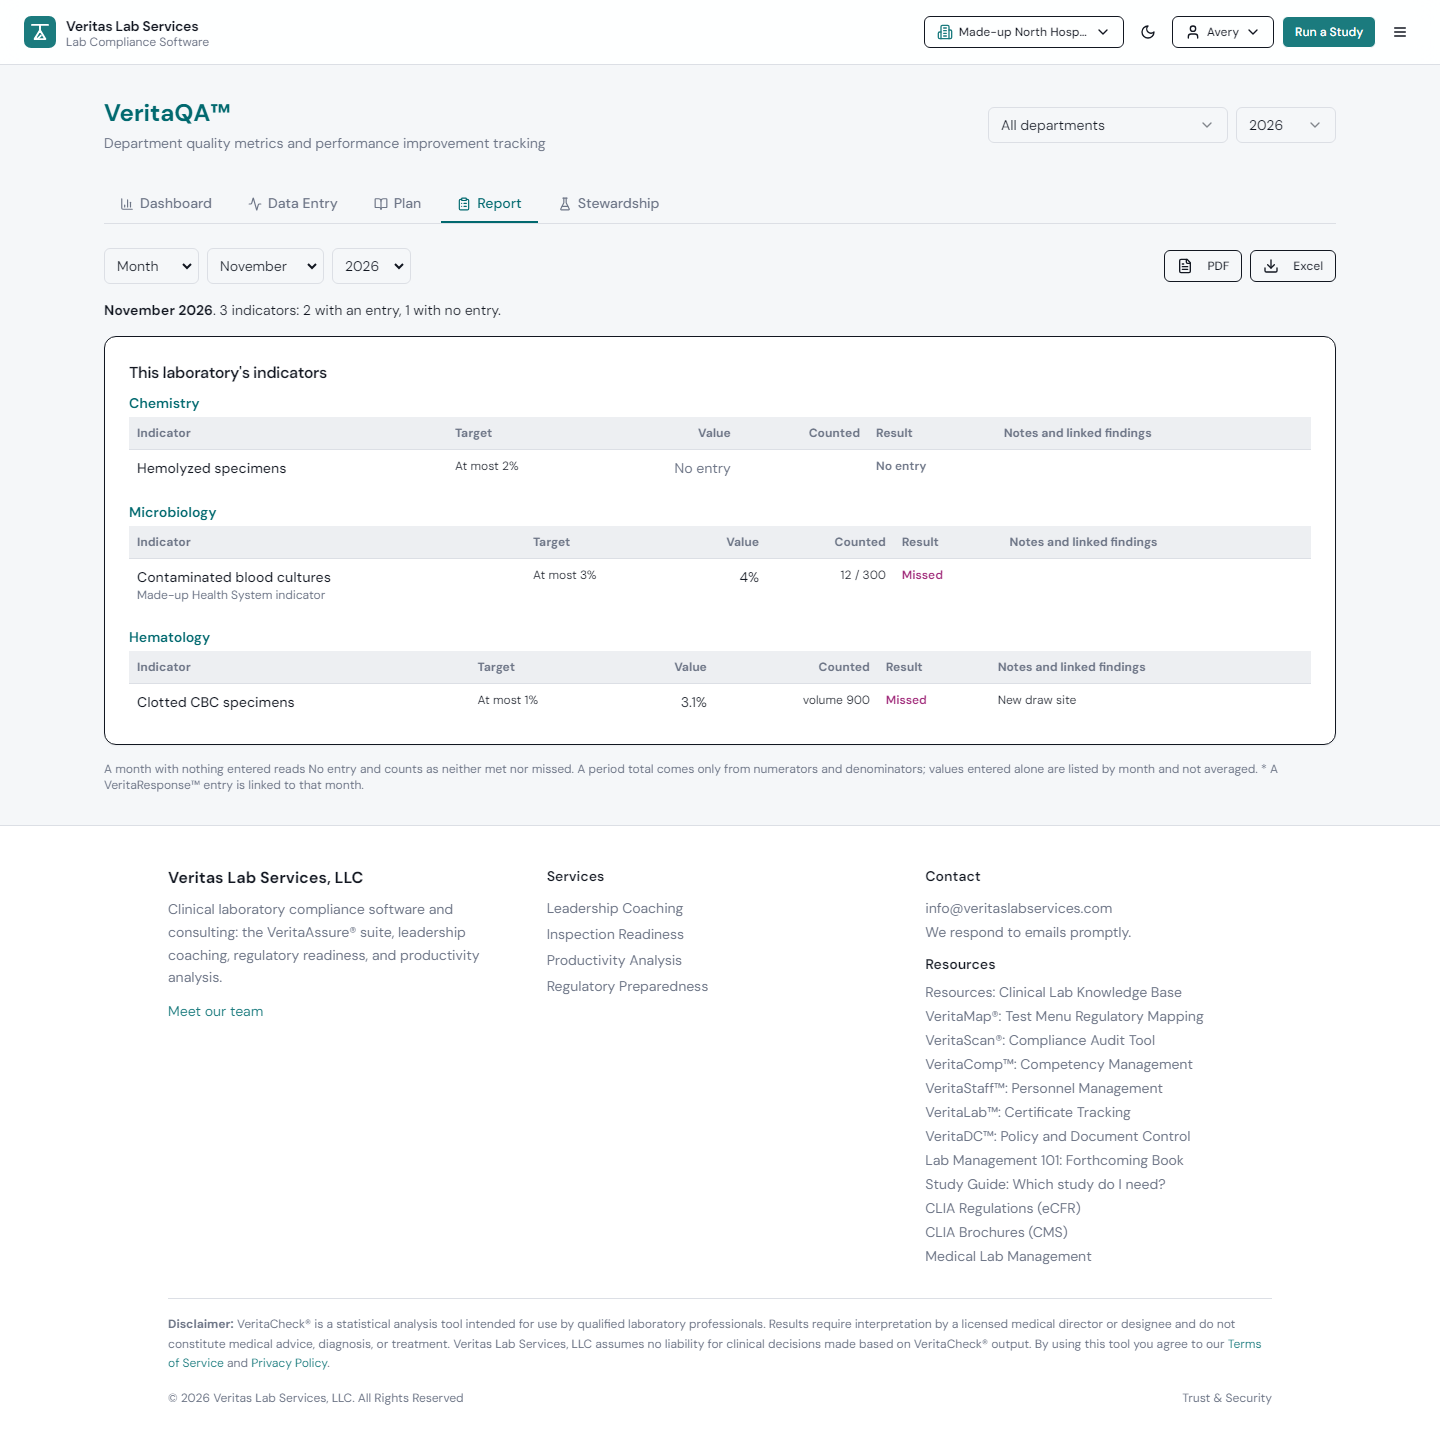 Veritas Lab Services
Lab Compliance Software
Made-up North Hosp...
Avery
Run a Study
VeritaQA™
Department quality metrics and performance improvement tracking
All departments
2026
Dashboard
Data Entry
Plan
Report
Stewardship
Month
November
2026
PDF
Excel
November 2026. 3 indicators: 2 with an entry, 1 with no entry.
This laboratory's indicators
Chemistry
Indicator Target Value Counted Result Notes and linked findings
Hemolyzed specimens At most 2% No entry No entry
Microbiology
Indicator Target Value Counted Result Notes and linked findings
Contaminated blood cultures At most 3% 4% 12 / 300 Missed
Made-up Health System indicator
Hematology
Indicator Target Value Counted Result Notes and linked findings
Clotted CBC specimens At most 1% 3.1% volume 900 Missed New draw site
A month with nothing entered reads No entry and counts as neither met nor missed. A period total comes only from numerators and denominators; values entered alone are listed by month and not averaged. * A
VeritaResponse™ entry is linked to that month.
Veritas Lab Services, LLC
Clinical laboratory compliance software and
consulting: the VeritaAssure® suite, leadership
coaching, regulatory readiness, and productivity
analysis.
Meet our team
Services
Leadership Coaching
Inspection Readiness
Productivity Analysis
Regulatory Preparedness
Contact
info@veritaslabservices.com
We respond to emails promptly.
Resources
Resources: Clinical Lab Knowledge Base
VeritaMap®: Test Menu Regulatory Mapping
VeritaScan®: Compliance Audit Tool
VeritaComp™: Competency Management
VeritaStaff™: Personnel Management
VeritaLab™: Certificate Tracking
VeritaDC™: Policy and Document Control
Lab Management 101: Forthcoming Book
Study Guide: Which study do I need?
CLIA Regulations (eCFR)
CLIA Brochures (CMS)
Medical Lab Management
Disclaimer: VeritaCheck® is a statistical analysis tool intended for use by qualified laboratory professionals. Results require interpretation by a licensed medical director or designee and do not
constitute medical advice, diagnosis, or treatment. Veritas Lab Services, LLC assumes no liability for clinical decisions made based on VeritaCheck® output. By using this tool you agree to our Terms
of Service and Privacy Policy.
© 2026 Veritas Lab Services, LLC. All Rights Reserved
Trust & Security